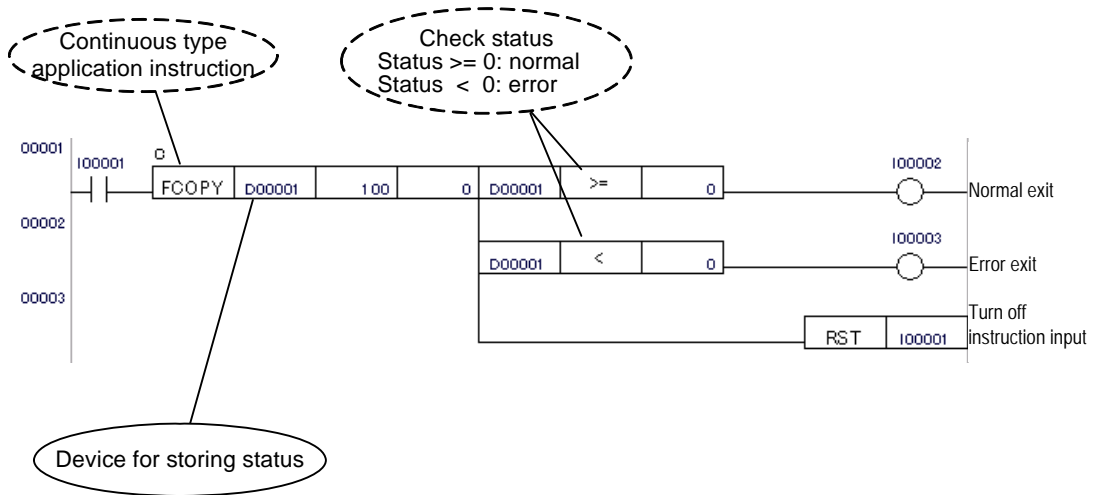 Continuous type
application instruction
Check status
Status >= 0: normal
Status < 0: error
00001
I00001
C
FCOPY D00001 100 0 D00001 >= 0
I00002
Normal exit
00002
D00001 < 0
I00003
Error exit
00003
Turn off
instruction input
RST I00001
Device for storing status